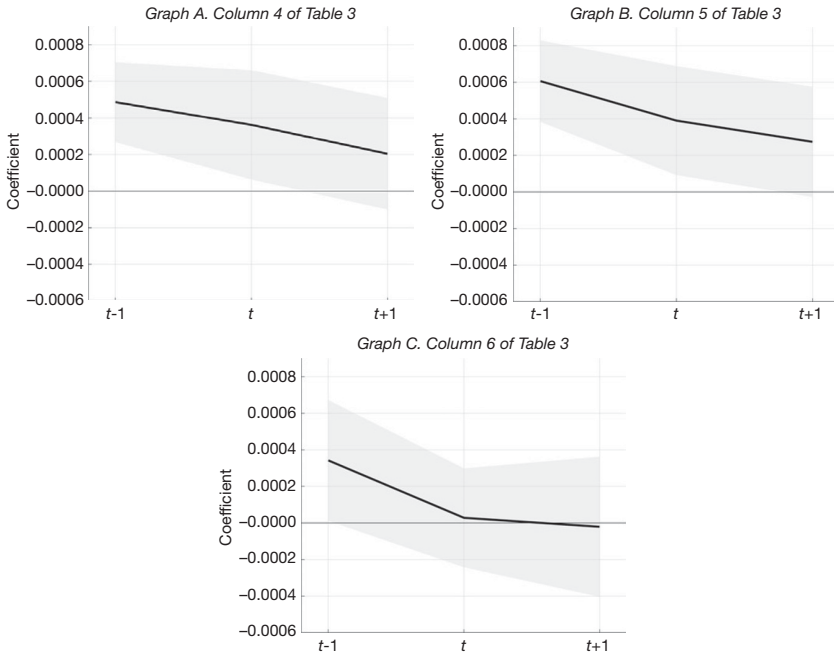 Graph A. Column 4 of Table 3
0.0008
0.0006
0.0004
0.0002
–0.0000
–0.0002
–0.0004
–0.0006
Coefficient
t-1 t t+1
Graph B. Column 5 of Table 3
0.0008
0.0006
0.0004
0.0002
–0.0000
–0.0002
–0.0004
–0.0006
Coefficient
t-1 t t+1
Graph C. Column 6 of Table 3
0.0008
0.0006
0.0004
0.0002
–0.0000
–0.0002
–0.0004
–0.0006
Coefficient
t-1 t t+1